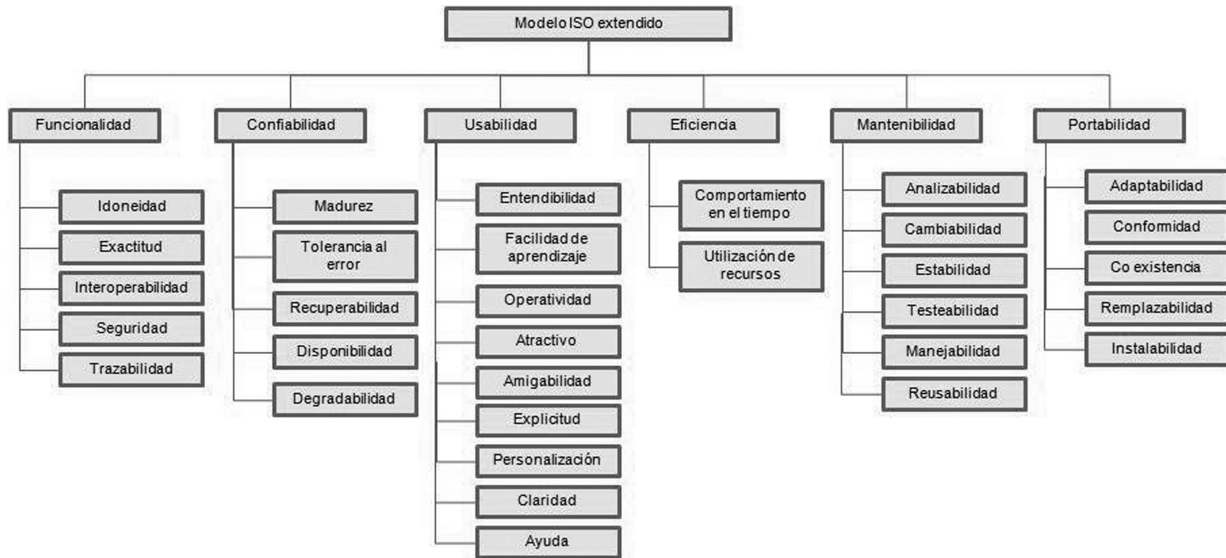 Modelo ISO extendido
Funcionalidad
Idoneidad
Exactitud
Interoperabilidad
Seguridad
Trazabilidad
Confiabilidad
Madurez
Tolerancia al
error
Recuperabilidad
Disponibilidad
Degradabilidad
Usabilidad
Entendibilidad
Facilidad de
aprendizaje
Operatividad
Atractivo
Amigabilidad
Explicitud
Personalización
Claridad
Ayuda
Eficiencia
Comportamiento
en el tiempo
Utilización de
recursos
Mantenibilidad
Analizabilidad
Cambiabilidad
Estabilidad
Testeabilidad
Manejabilidad
Reusabilidad
Portabilidad
Adaptabilidad
Conformidad
Co existencia
Remplazabilidad
Instalabilidad